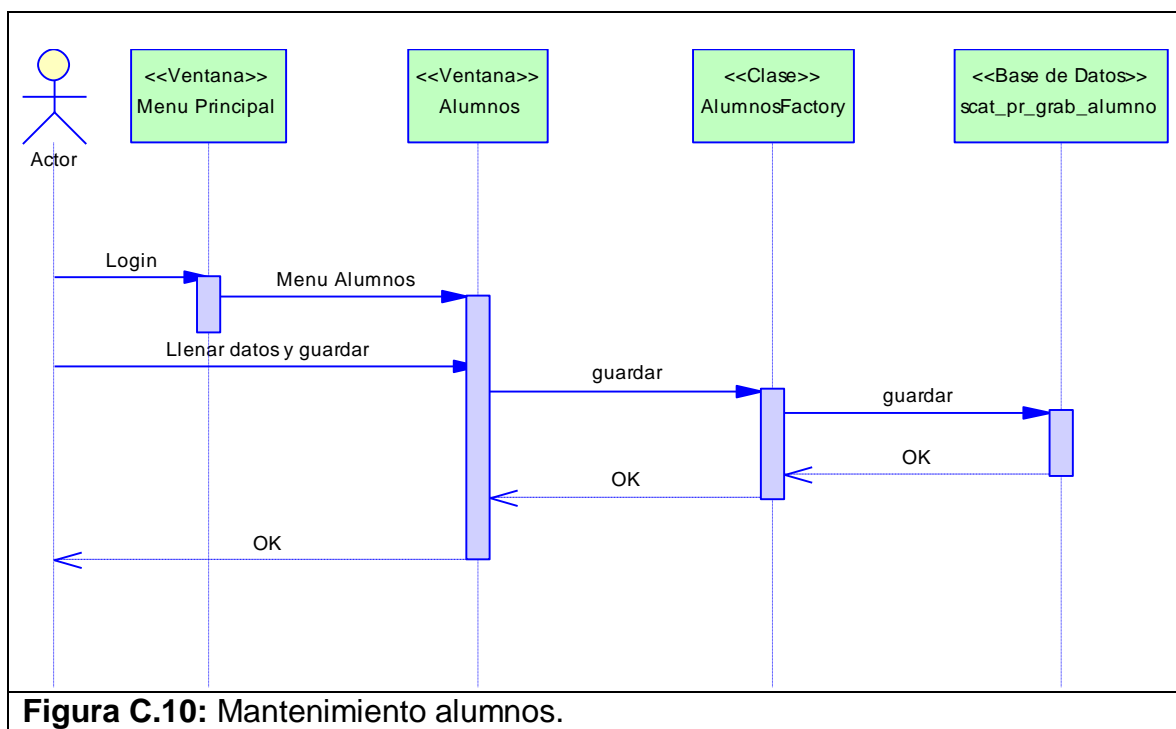 <<Ventana>>
Menu Principal
<<Ventana>>
Alumnos
<<Clase>>
AlumnosFactory
<<Base de Datos>>
scat_pr_grab_alumno
Actor
Login
Menu Alumnos
Llenar datos y guardar
guardar
guardar
OK
OK
OK
Figura C.10: Mantenimiento alumnos.